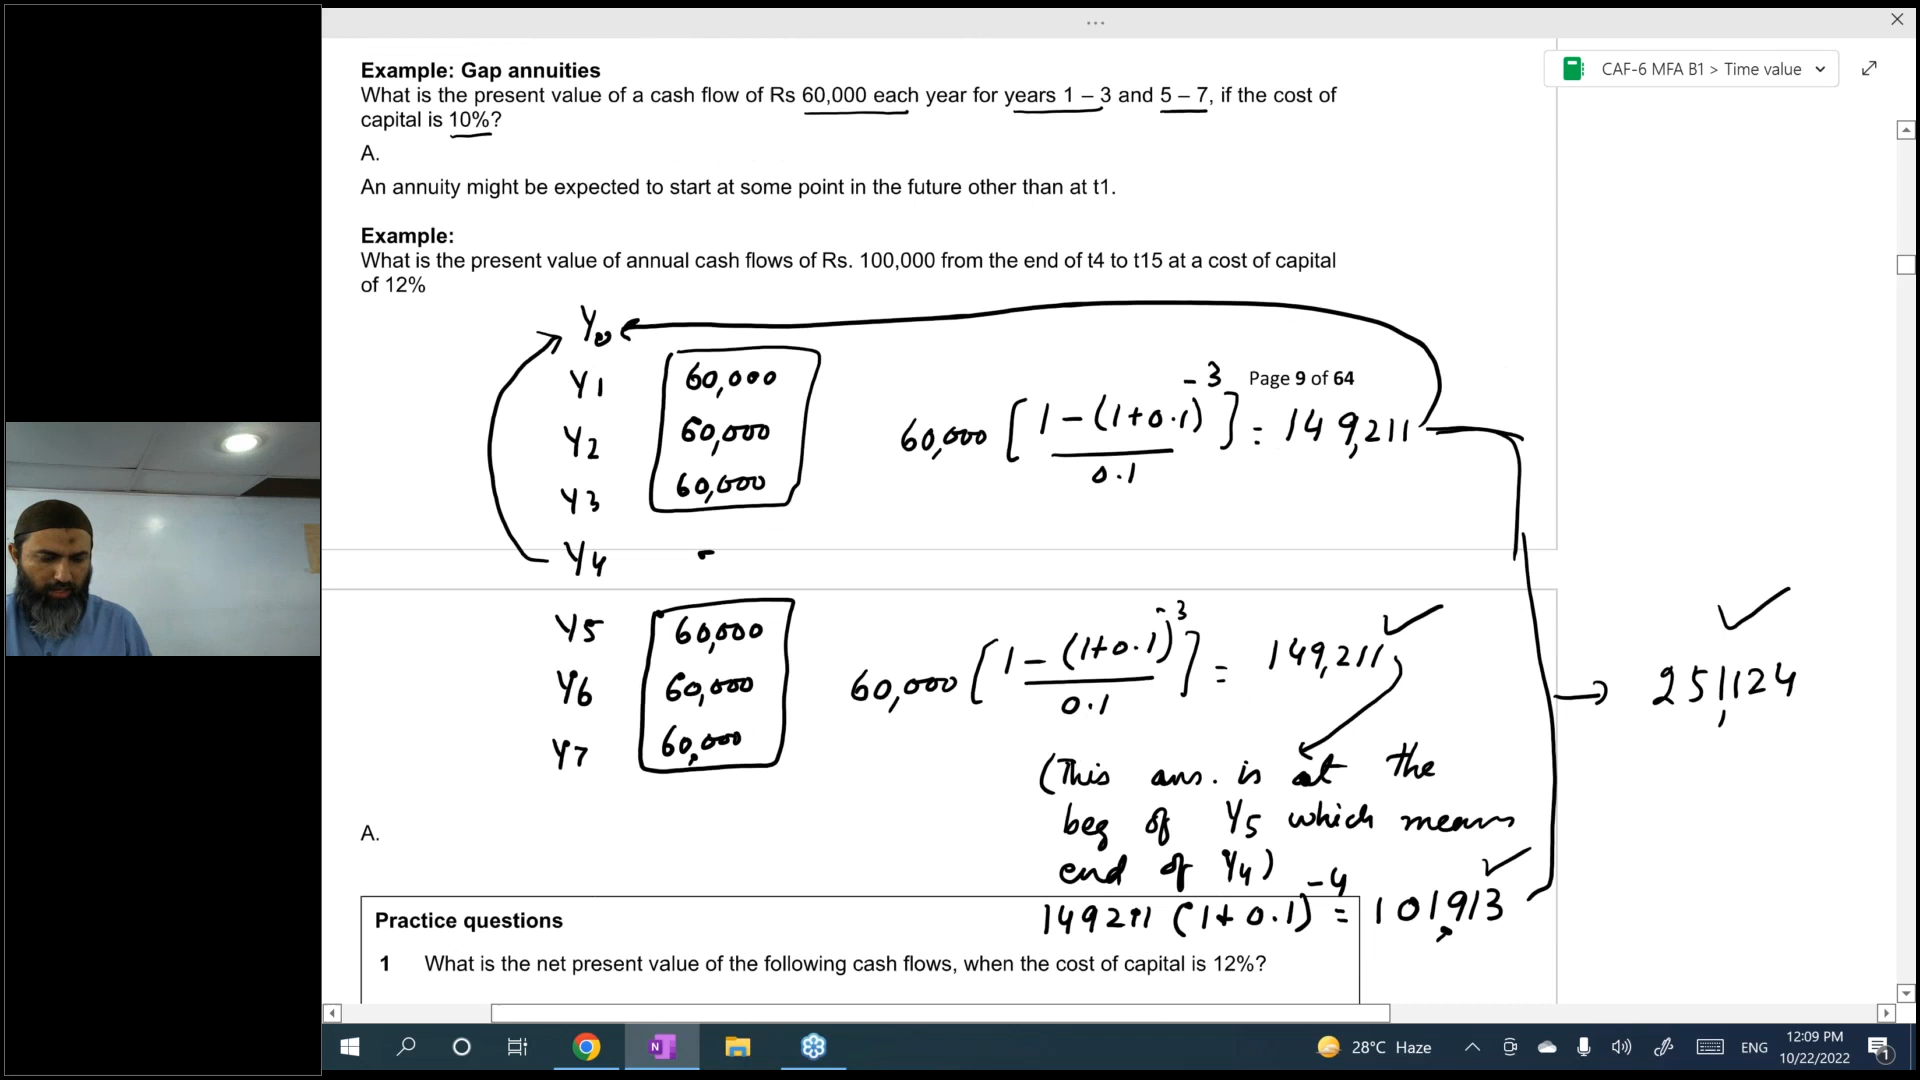 CAF-6 MFA B1 > Time value
Example: Gap annuities
What is the present value of a cash flow of Rs 60,000 each year for years 1 – 3 and 5 – 7, if the cost of
capital is 10%?
A.
An annuity might be expected to start at some point in the future other than at t1.
Example:
What is the present value of annual cash flows of Rs. 100,000 from the end of t4 to t15 at a cost of capital
of 12%
Y0
Y1 60,000
Y2 60,000
Y3 60,000
Y4 -
Page 9 of 64
60,000 [ 1 - (1+0.1)^-3 / 0.1 ] = 149,211
Y5 60,000
Y6 60,000
Y7 60,000
60,000 [ 1 - (1+0.1)^-3 / 0.1 ] = 149,211
251,124
(This ans. is at the
beg of Y5 which means
end of Y4)
149211 (1+0.1)^-4 = 101,913
A.
Practice questions
1 What is the net present value of the following cash flows, when the cost of capital is 12%?
28°C Haze
ENG
12:09 PM
10/22/2022
1